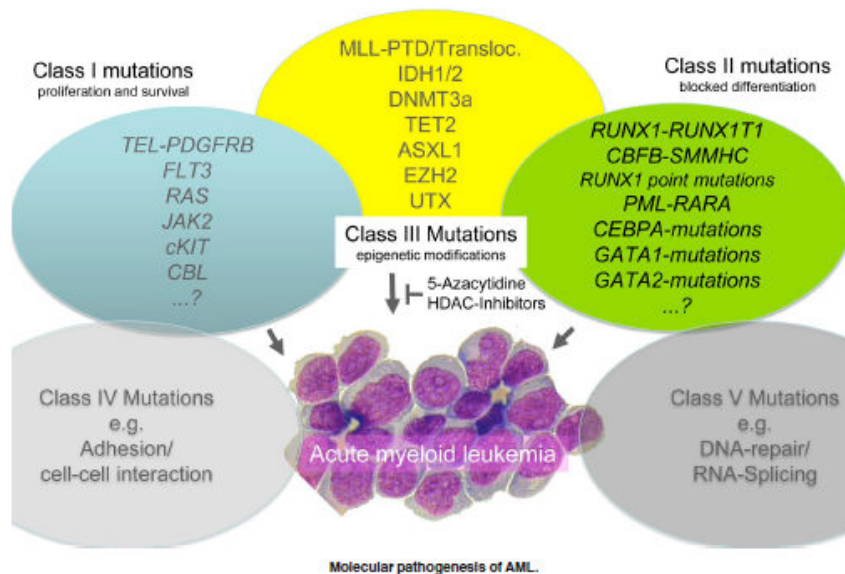 Class I mutations
proliferation and survival
TEL-PDGFRB
FLT3
RAS
JAK2
cKIT
CBL
...?
MLL-PTD/Transloc.
IDH1/2
DNMT3a
TET2
ASXL1
EZH2
UTX
Class III Mutations
epigenetic modifications
5-Azacytidine
HDAC-Inhibitors
Class II mutations
blocked differentiation
RUNX1-RUNX1T1
CBFB-SMMHC
RUNX1 point mutations
PML-RARA
CEBPA-mutations
GATA1-mutations
GATA2-mutations
...?
Class IV Mutations
e.g.
Adhesion/
cell-cell interaction
Acute myeloid leukemia
Class V Mutations
e.g.
DNA-repair/
RNA-Splicing
Molecular pathogenesis of AML.